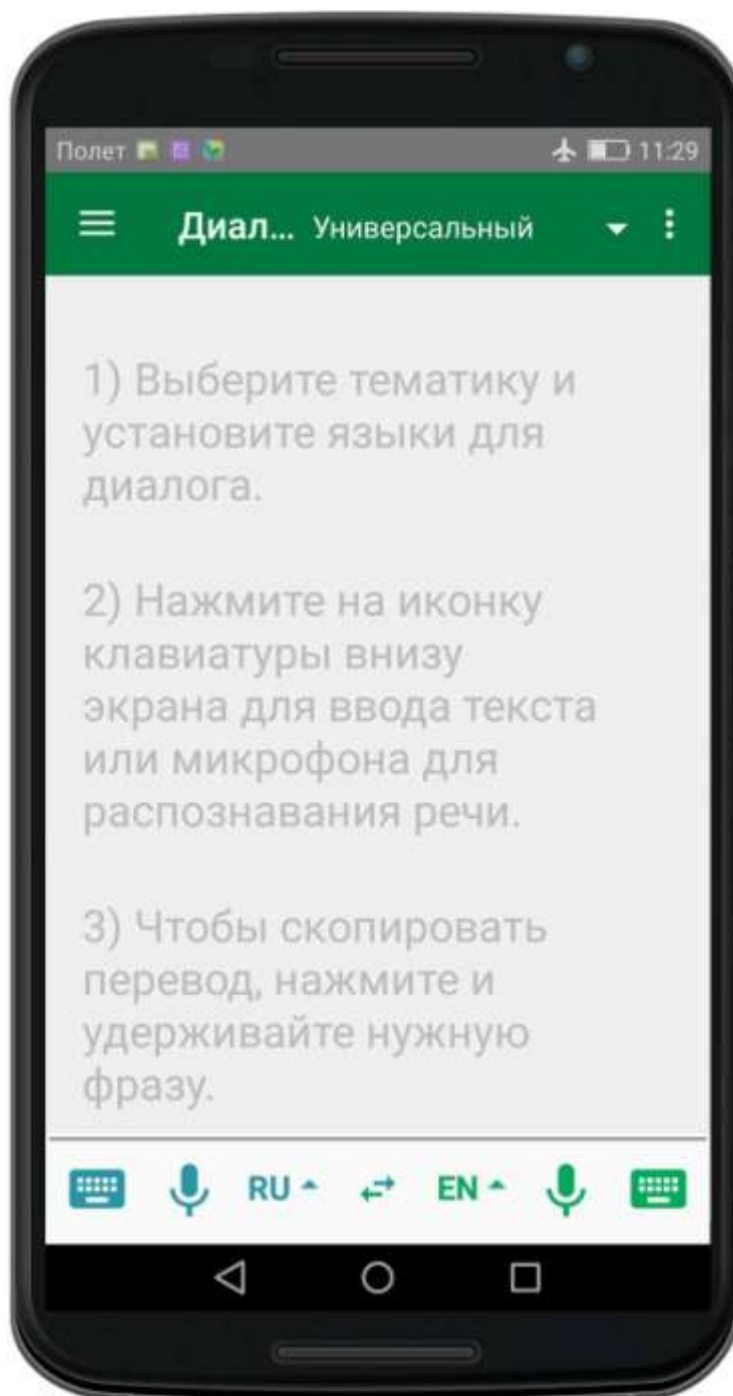 Полет 11:29
Диал... Универсальный
1) Выберите тематику и
установите языки для
диалога.
2) Нажмите на иконку
клавиатуры внизу
экрана для ввода текста
или микрофона для
распознавания речи.
3) Чтобы скопировать
перевод, нажмите и
удерживайте нужную
фразу.
RU EN